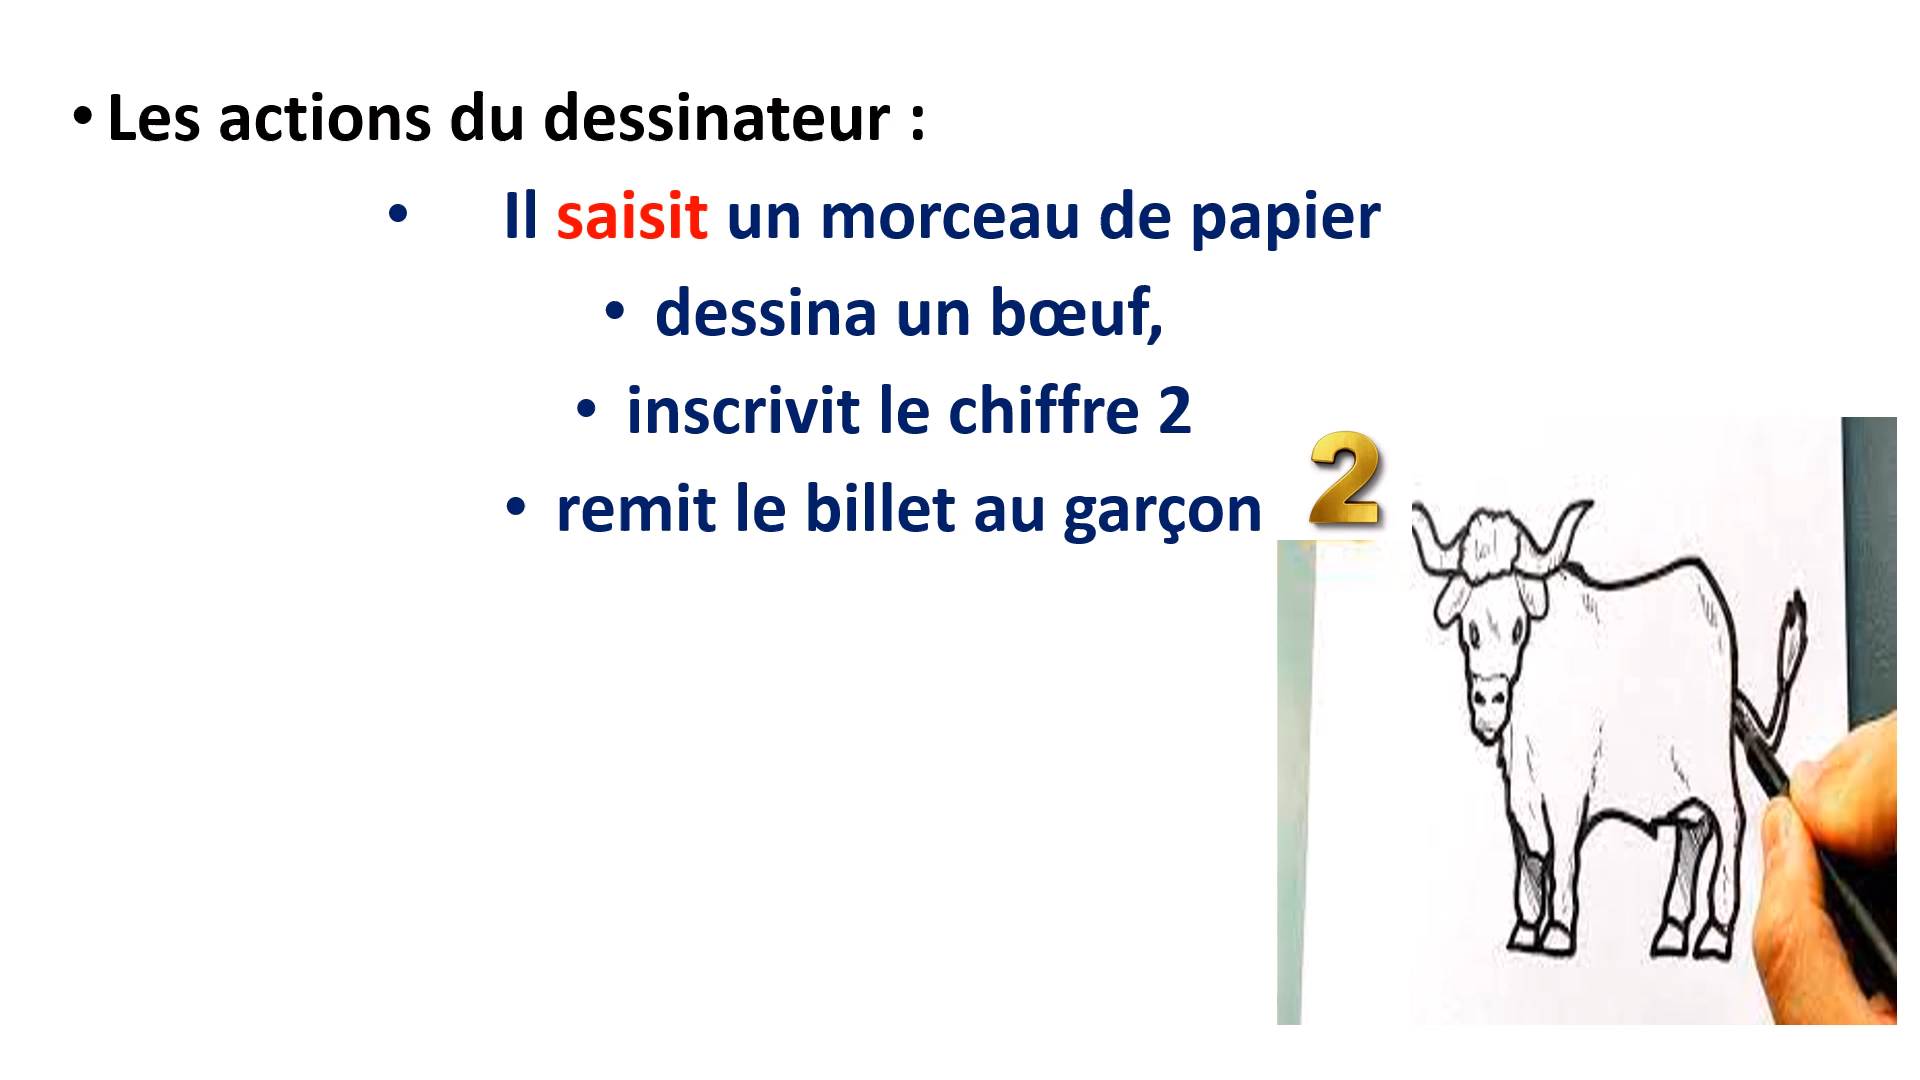 • Les actions du dessinateur :
• Il saisit un morceau de papier
• dessina un bœuf,
• inscrivit le chiffre 2
• remit le billet au garçon
2